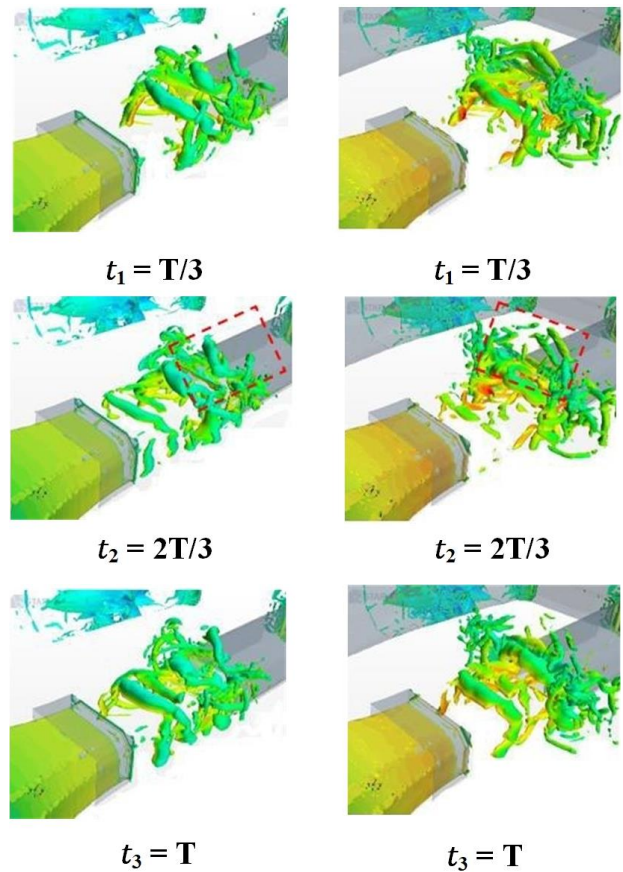 t₁ = T/3
t₁ = T/3
t₂ = 2T/3
t₂ = 2T/3
t₃ = T
t₃ = T